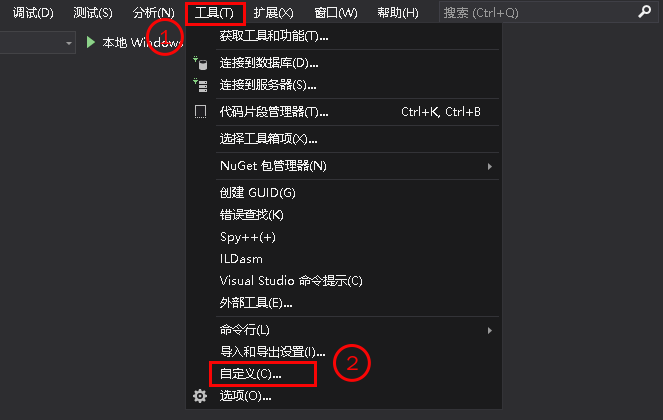 调试(D) 测试(S) 分析(N) 工具(T) 扩展(X) 窗口(W) 帮助(H) 搜索 (Ctrl+Q)
1
本地 Windows
获取工具和功能(T)...
连接到数据库(D)...
连接到服务器(S)...
代码片段管理器(T)... Ctrl+K, Ctrl+B
选择工具箱项(X)...
NuGet 包管理器(N)
创建 GUID(G)
错误查找(K)
Spy++(+)
ILDasm
Visual Studio 命令提示(C)
外部工具(E)...
命令行(L)
导入和导出设置(I)...
2
自定义(C)...
选项(O)...